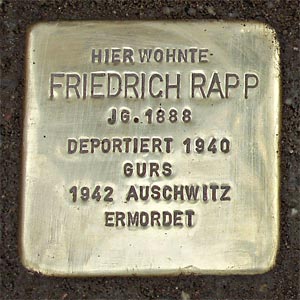 HIER WOHNTE
FRIEDRICH RAPP
JG. 1888
DEPORTIERT 1940
GURS
1942 AUSCHWITZ
ERMORDET